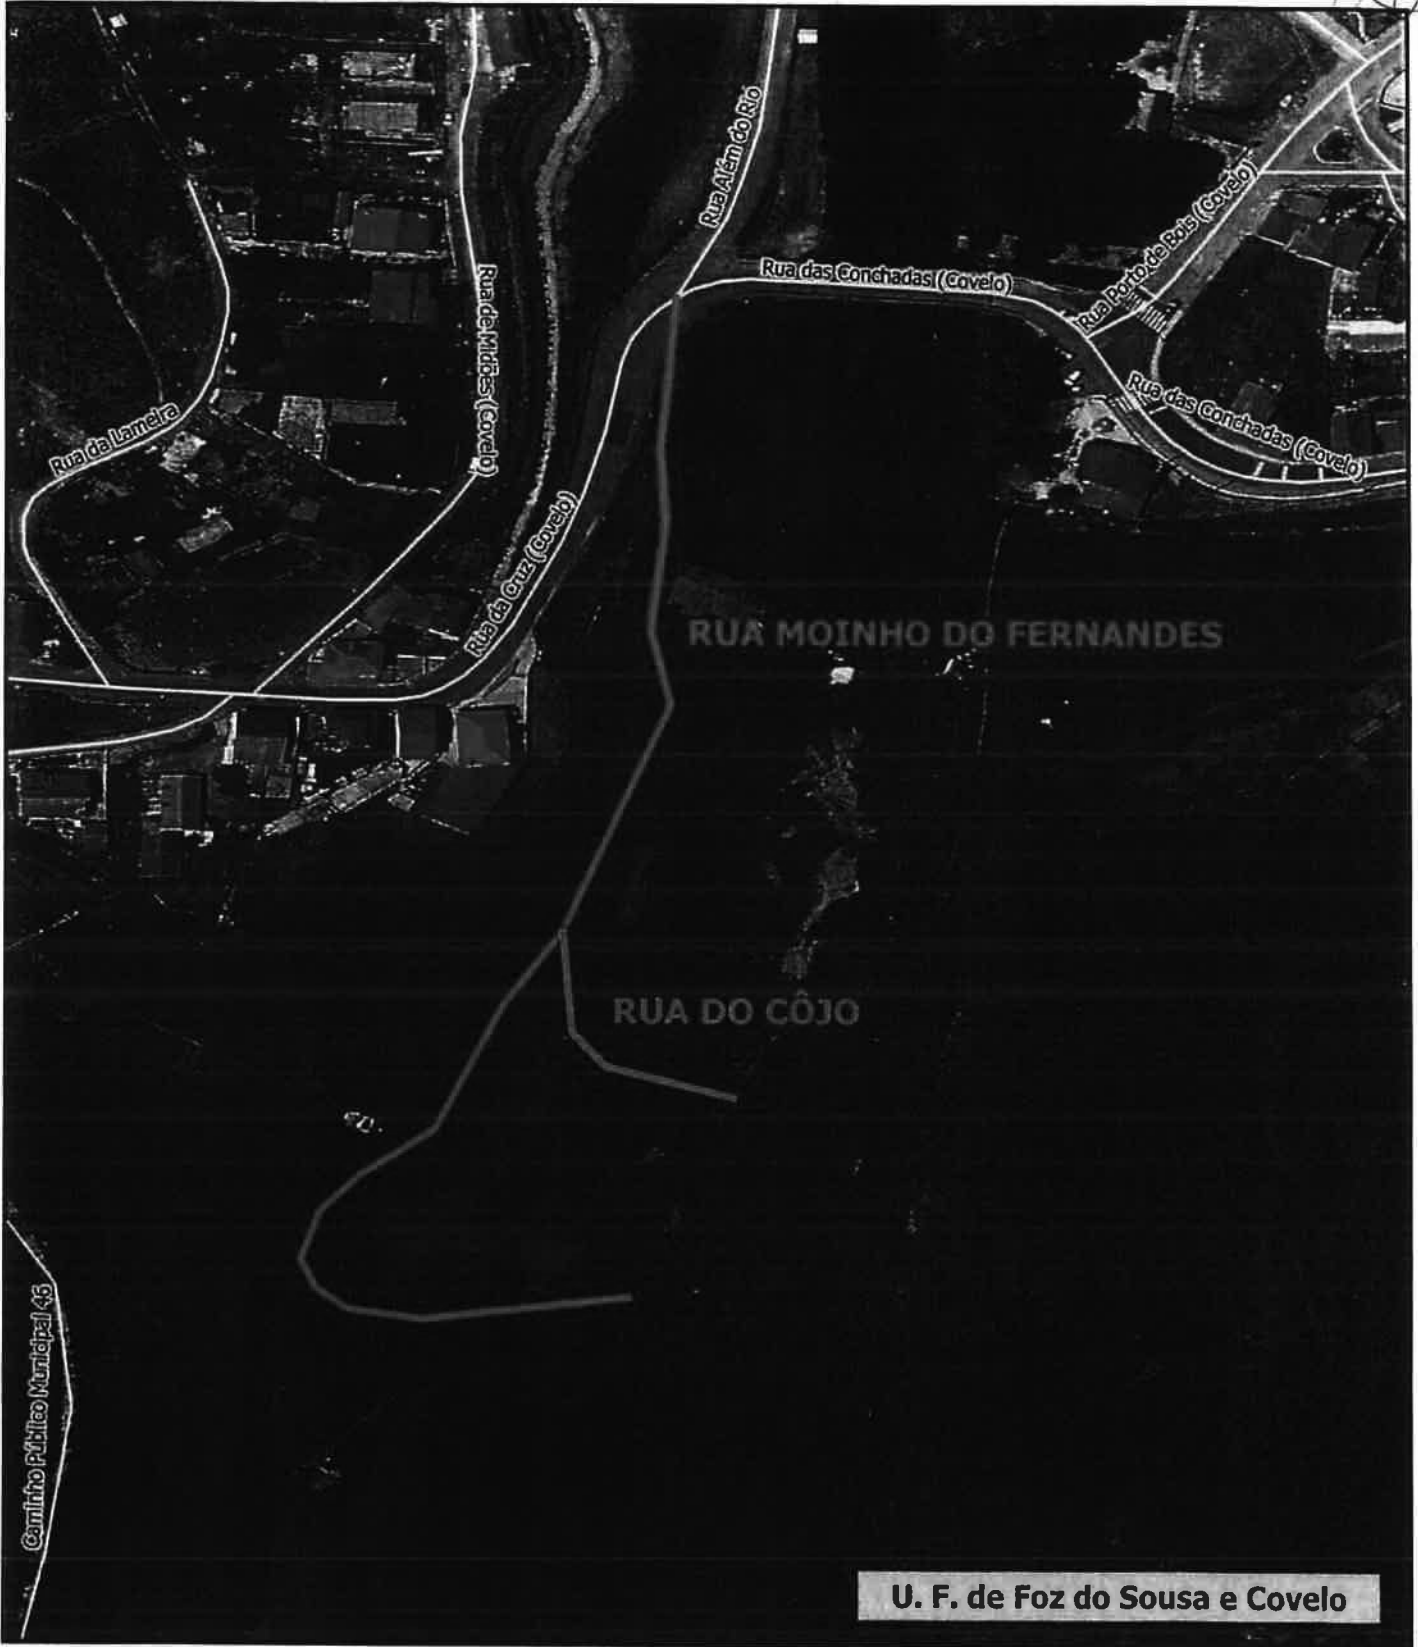 Rua Além do Rio
Rua das Conchadas (Covelo)
Rua Porto de Bois (Covelo)
Rua de Midões (Covelo)
Rua da Lameira
Rua das Conchadas (Covelo)
Rua da Cruz (Covelo)
RUA MOINHO DO FERNANDES
RUA DO CÔJO
Caminho Público Municipal 46
U. F. de Foz do Sousa e Covelo